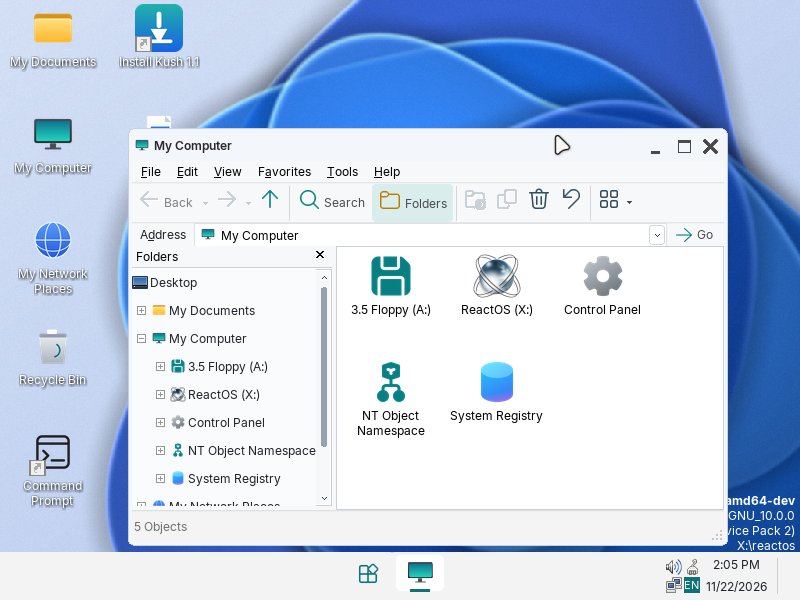 My Documents
Install Kush 1.1
My Computer
My Network
Places
Recycle Bin
Command
Prompt
My Computer
File Edit View Favorites Tools Help
Back Search Folders
Address My Computer Go
Folders
Desktop
My Documents
My Computer
3.5 Floppy (A:)
ReactOS (X:)
Control Panel
NT Object Namespace
System Registry
My Network Places
3.5 Floppy (A:)
ReactOS (X:)
Control Panel
NT Object
Namespace
System Registry
5 Objects
amd64-dev
GNU_10.0.0
vice Pack 2)
X:\reactos
2:05 PM
EN 11/22/2026